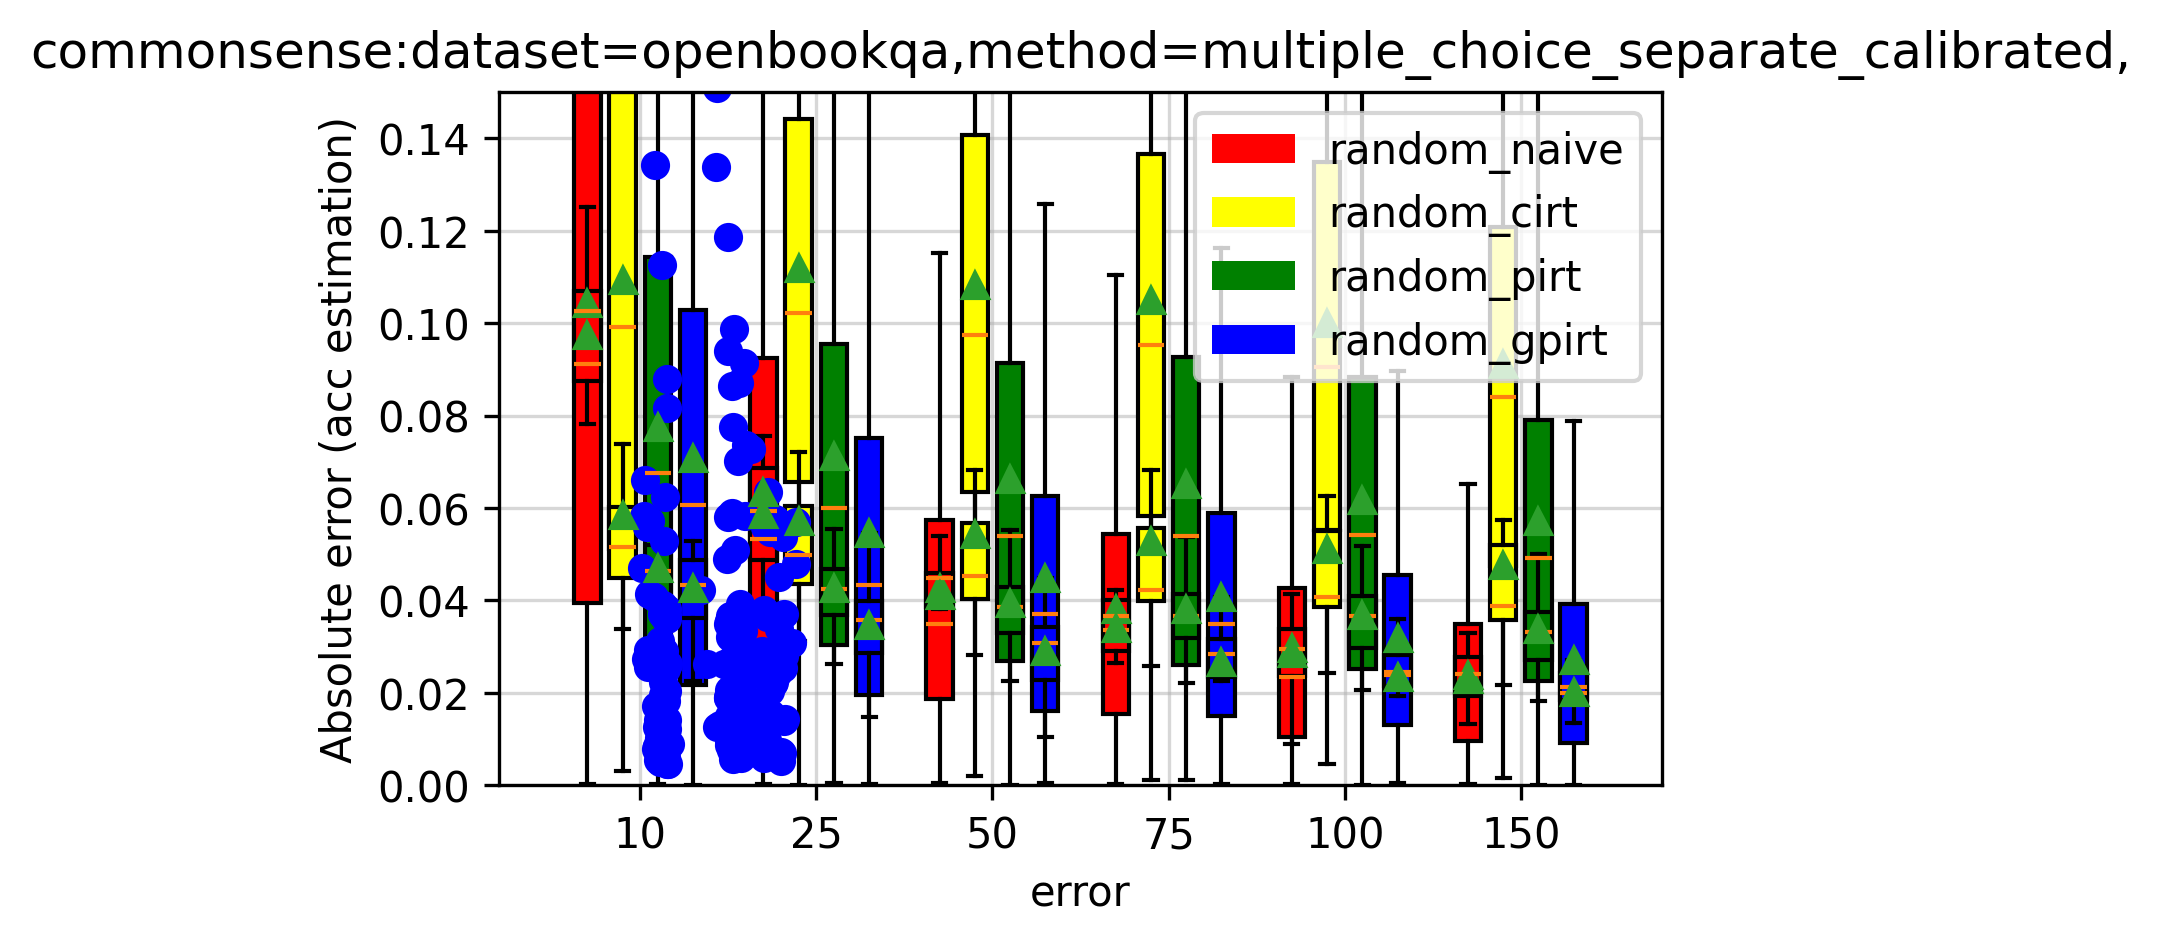 commonsense:dataset=openbookqa,method=multiple_choice_separate_calibrated,
Absolute error (acc estimation)
0.14
0.12
0.10
0.08
0.06
0.04
0.02
0.00
random_naive
random_cirt
random_pirt
random_gpirt
10 25 50 75 100 150
error